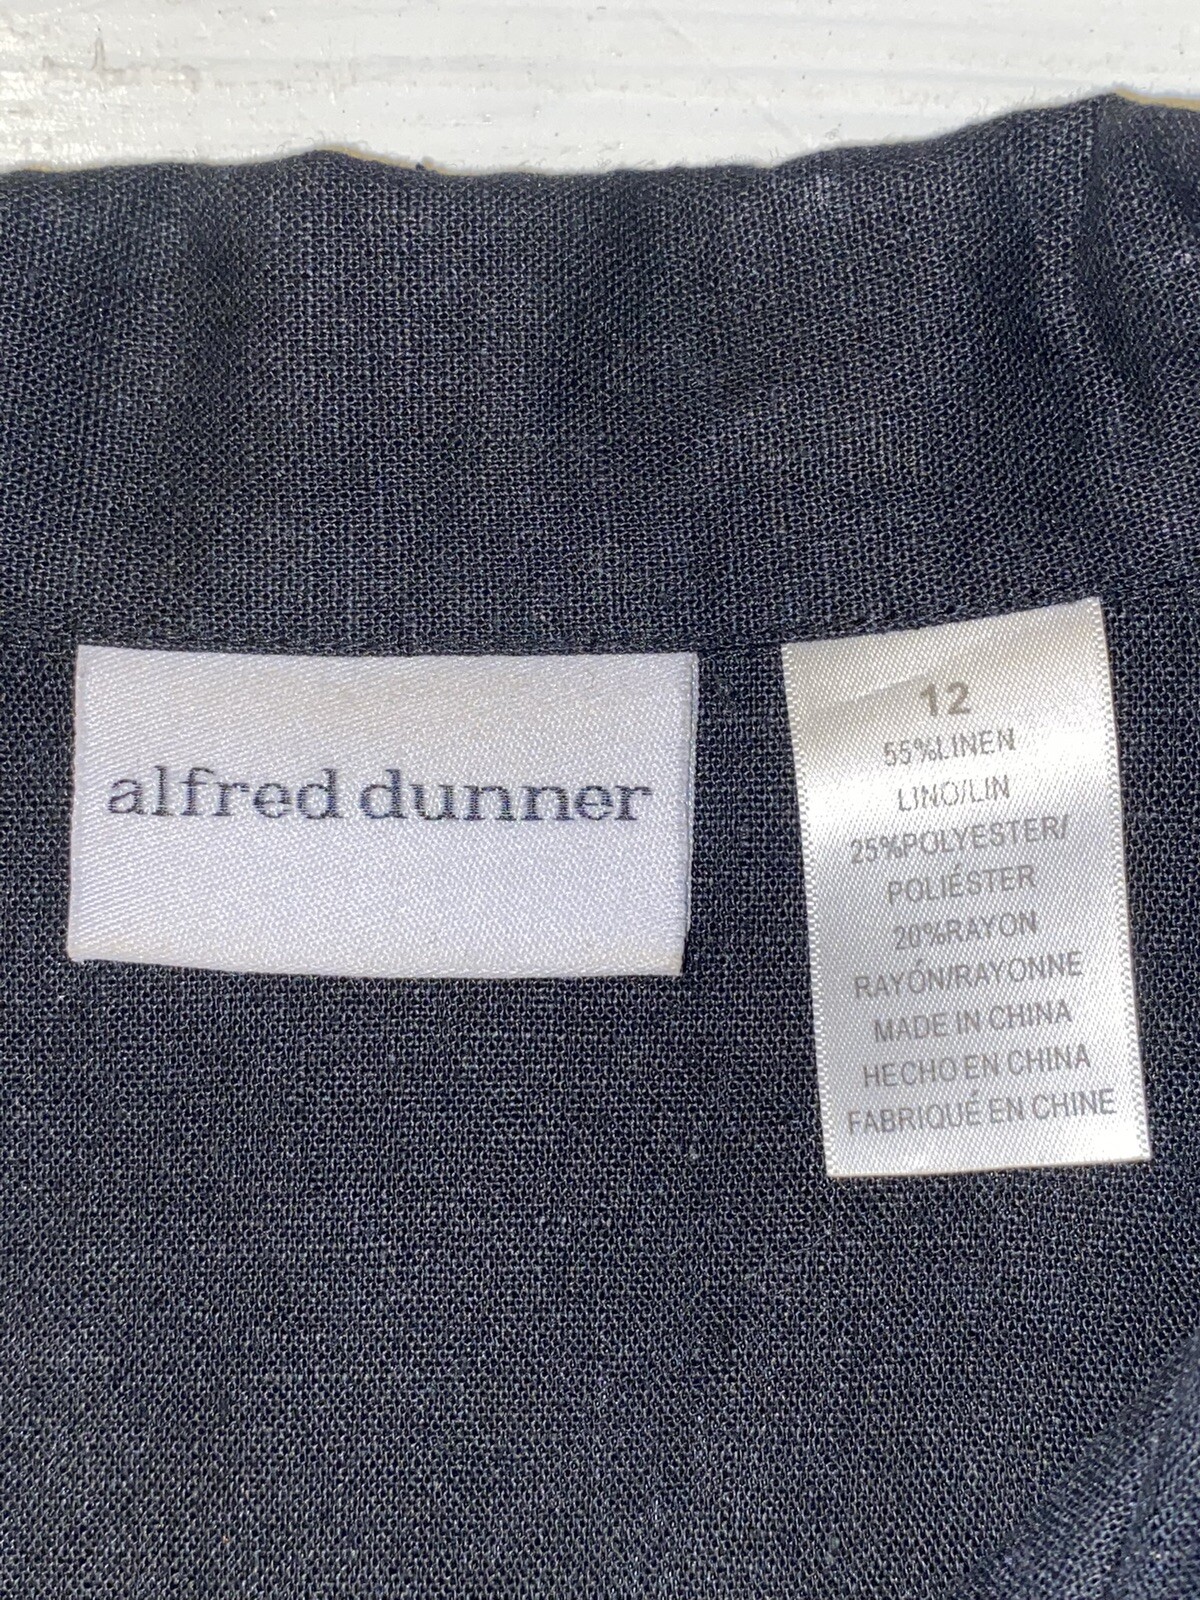 alfred dunner
12
55%LINEN
LINO/LIN
25%POLYESTER/
POLIÉSTER
20%RAYON
RAYÓN/RAYONNE
MADE IN CHINA
HECHO EN CHINA
FABRIQUÉ EN CHINE